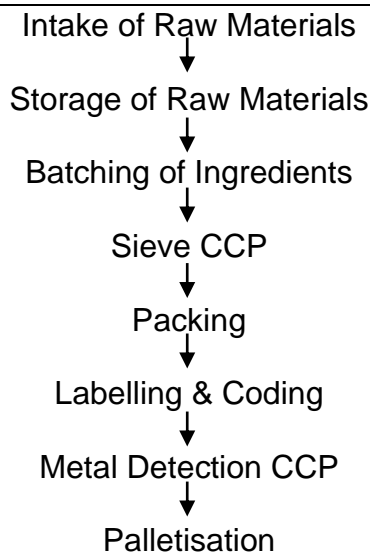 Intake of Raw Materials
Storage of Raw Materials
Batching of Ingredients
Sieve CCP
Packing
Labelling & Coding
Metal Detection CCP
Palletisation